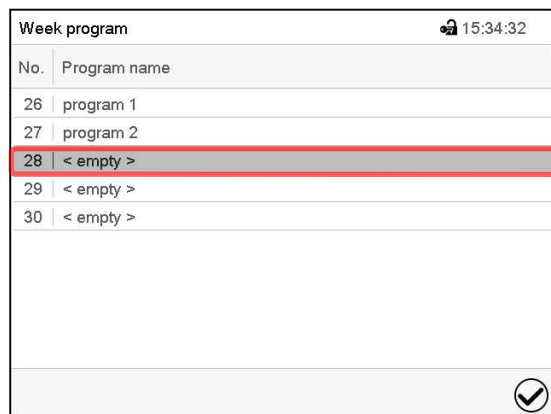 Week program 15:34:32
No. Program name
26 program 1
27 program 2
28 < empty >
29 < empty >
30 < empty >